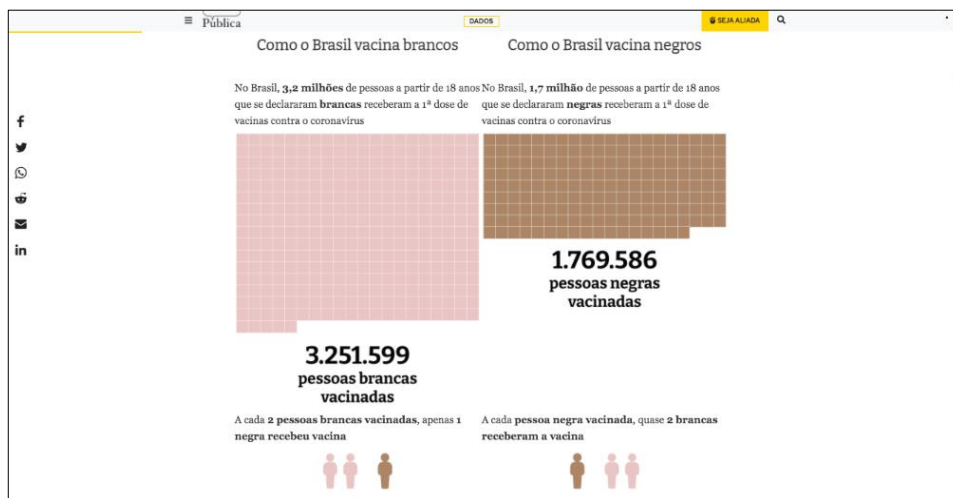 Pública
DADOS
SEJA ALIADA
Como o Brasil vacina brancos
No Brasil, 3,2 milhões de pessoas a partir de 18 anos
que se declararam brancas receberam a 1ª dose de
vacinas contra o coronavírus
3.251.599
pessoas brancas
vacinadas
A cada 2 pessoas brancas vacinadas, apenas 1
negra recebeu vacina
Como o Brasil vacina negros
No Brasil, 1,7 milhão de pessoas a partir de 18 anos
que se declararam negras receberam a 1ª dose de
vacinas contra o coronavírus
1.769.586
pessoas negras
vacinadas
A cada pessoa negra vacinada, quase 2 brancas
receberam a vacina